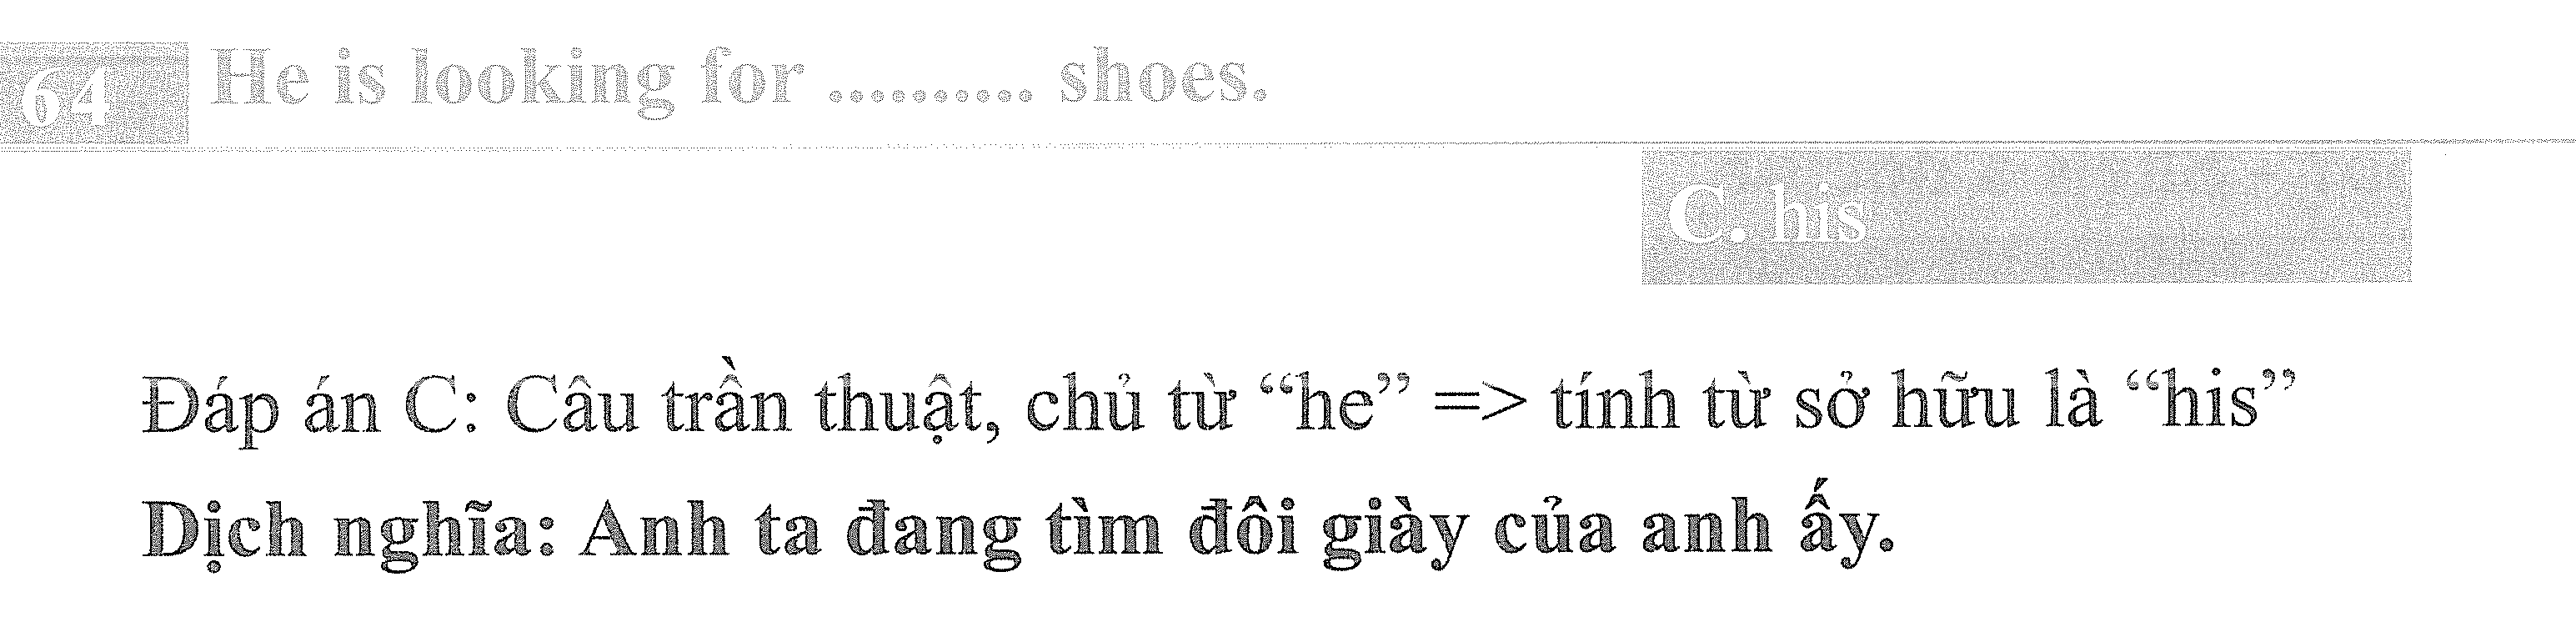 64 He is looking for .......... shoes.
C. his
Đáp án C: Câu trần thuật, chủ từ “he” => tính từ sở hữu là “his”
Dịch nghĩa: Anh ta đang tìm đôi giày của anh ấy.